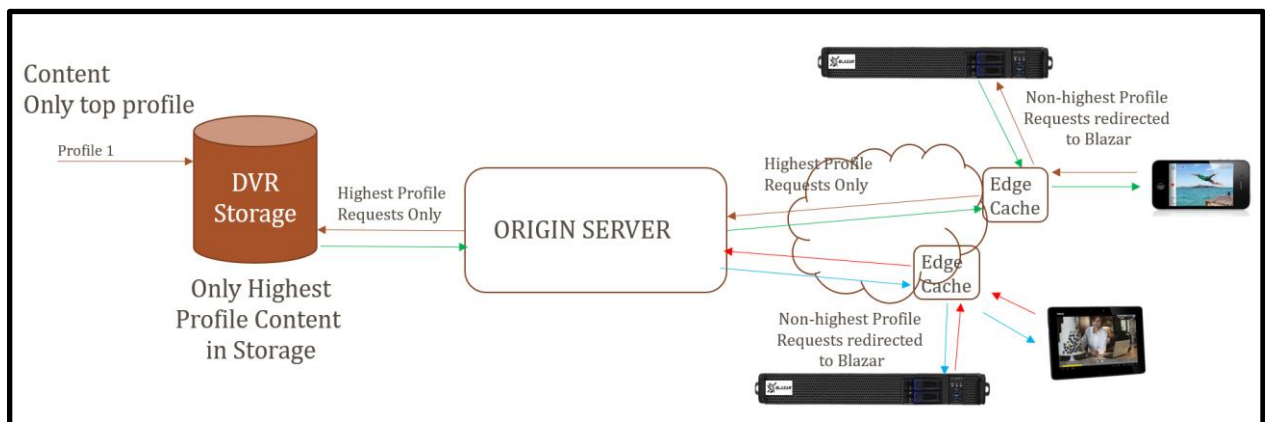 Content
Only top profile
Profile 1
DVR
Storage
Only Highest
Profile Content
in Storage
Highest Profile
Requests Only
ORIGIN SERVER
Highest Profile
Requests Only
Edge
Cache
Edge
Cache
BLAZAR
Non-highest Profile
Requests redirected
to Blazar
Non-highest Profile
Requests redirected
to Blazar
BLAZAR